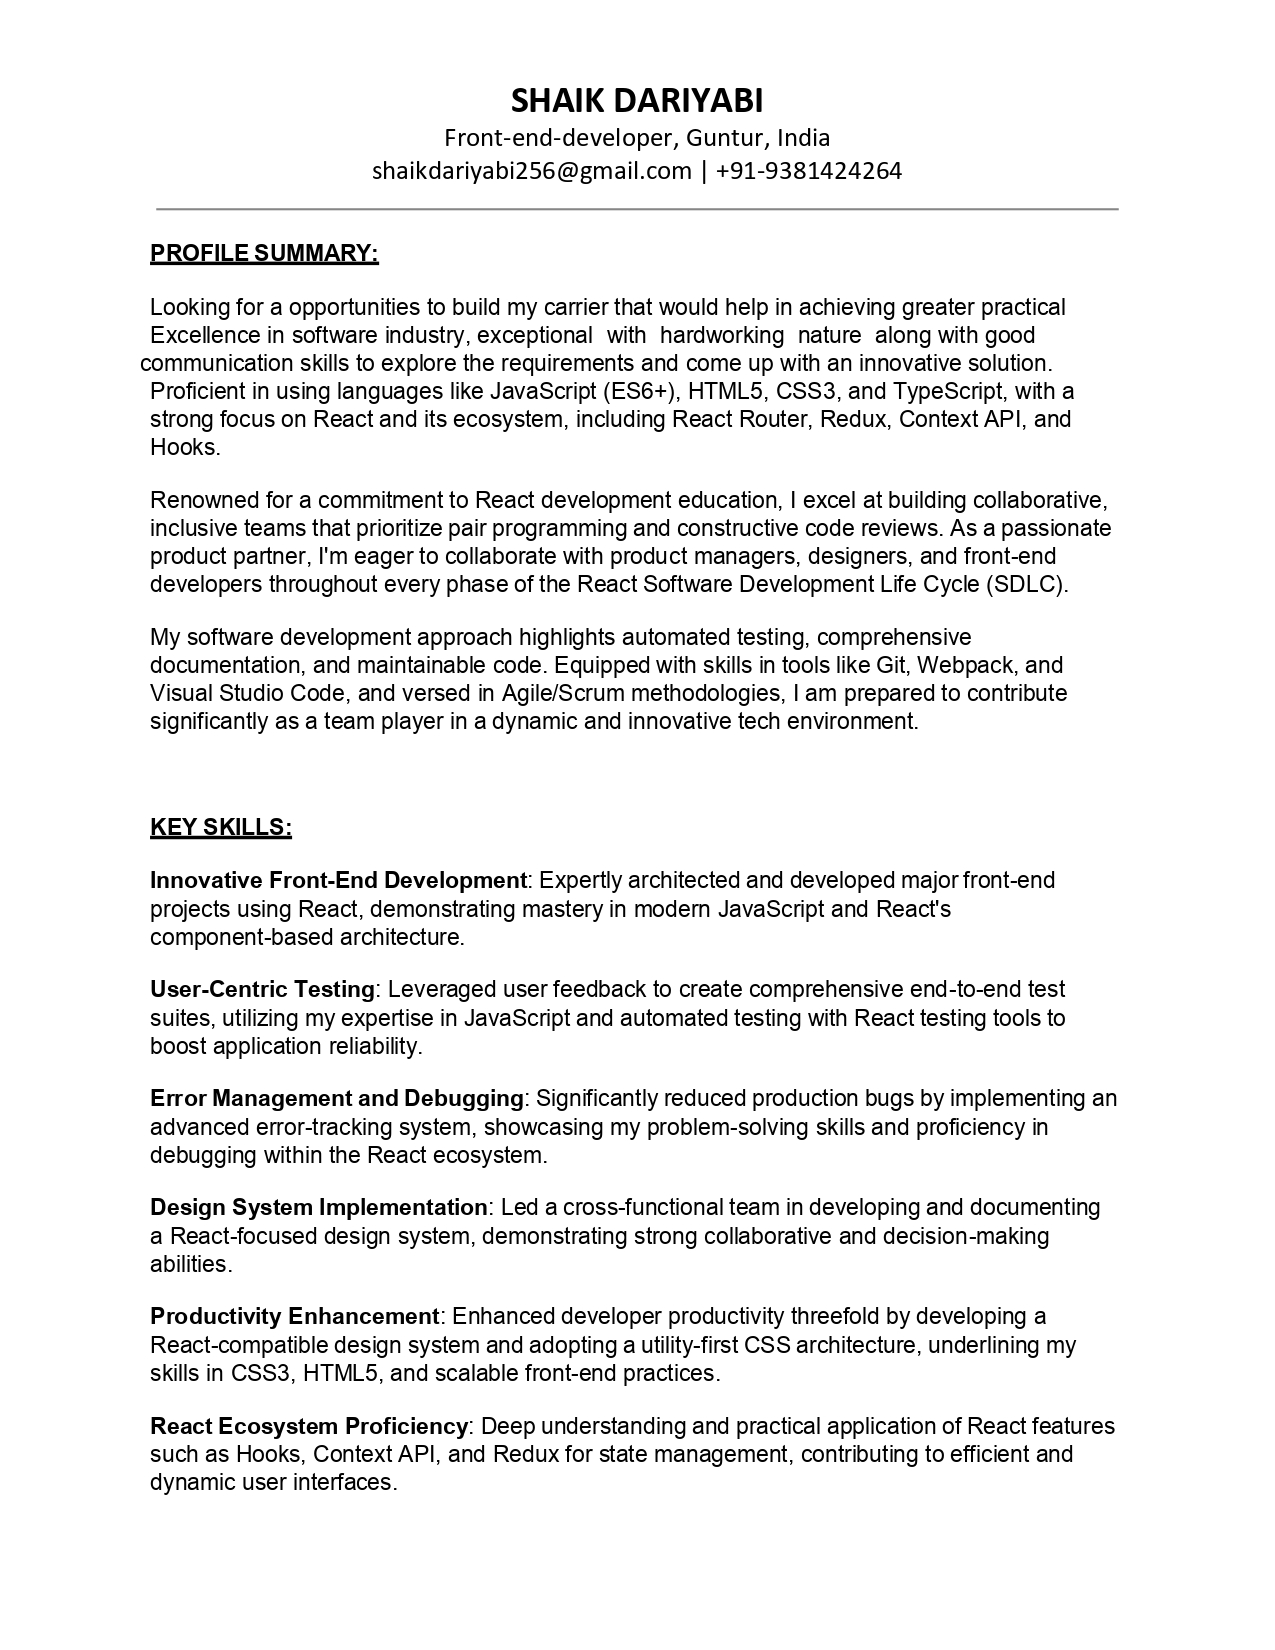 SHAIK DARIYABI
Front-end-developer, Guntur, India
shaikdariyabi256@gmail.com | +91-9381424264
PROFILE SUMMARY:
Looking for a opportunities to build my carrier that would help in achieving greater practical
Excellence in software industry, exceptional with hardworking nature along with good
communication skills to explore the requirements and come up with an innovative solution.
Proficient in using languages like JavaScript (ES6+), HTML5, CSS3, and TypeScript, with a
strong focus on React and its ecosystem, including React Router, Redux, Context API, and
Hooks.
Renowned for a commitment to React development education, I excel at building collaborative,
inclusive teams that prioritize pair programming and constructive code reviews. As a passionate
product partner, I'm eager to collaborate with product managers, designers, and front-end
developers throughout every phase of the React Software Development Life Cycle (SDLC).
My software development approach highlights automated testing, comprehensive
documentation, and maintainable code. Equipped with skills in tools like Git, Webpack, and
Visual Studio Code, and versed in Agile/Scrum methodologies, I am prepared to contribute
significantly as a team player in a dynamic and innovative tech environment.
KEY SKILLS:
Innovative Front-End Development: Expertly architected and developed major front-end
projects using React, demonstrating mastery in modern JavaScript and React's
component-based architecture.
User-Centric Testing: Leveraged user feedback to create comprehensive end-to-end test
suites, utilizing my expertise in JavaScript and automated testing with React testing tools to
boost application reliability.
Error Management and Debugging: Significantly reduced production bugs by implementing an
advanced error-tracking system, showcasing my problem-solving skills and proficiency in
debugging within the React ecosystem.
Design System Implementation: Led a cross-functional team in developing and documenting
a React-focused design system, demonstrating strong collaborative and decision-making
abilities.
Productivity Enhancement: Enhanced developer productivity threefold by developing a
React-compatible design system and adopting a utility-first CSS architecture, underlining my
skills in CSS3, HTML5, and scalable front-end practices.
React Ecosystem Proficiency: Deep understanding and practical application of React features
such as Hooks, Context API, and Redux for state management, contributing to efficient and
dynamic user interfaces.